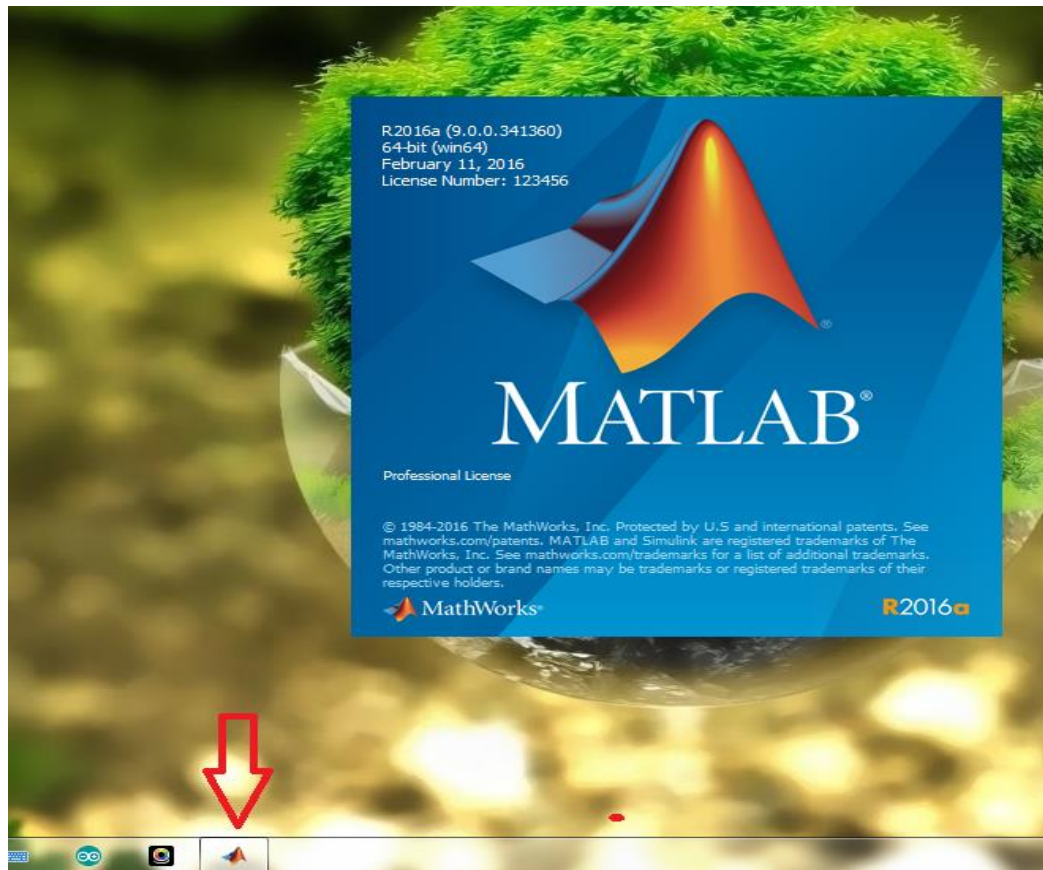 R2016a (9.0.0.341360)
64-bit (win64)
February 11, 2016
License Number: 123456
®
MATLAB®
Professional License
© 1984-2016 The MathWorks, Inc. Protected by U.S and international patents. See
mathworks.com/patents. MATLAB and Simulink are registered trademarks of The
MathWorks, Inc. See mathworks.com/trademarks for a list of additional trademarks.
Other product or brand names may be trademarks or registered trademarks of their
respective holders.
MathWorks® R2016a